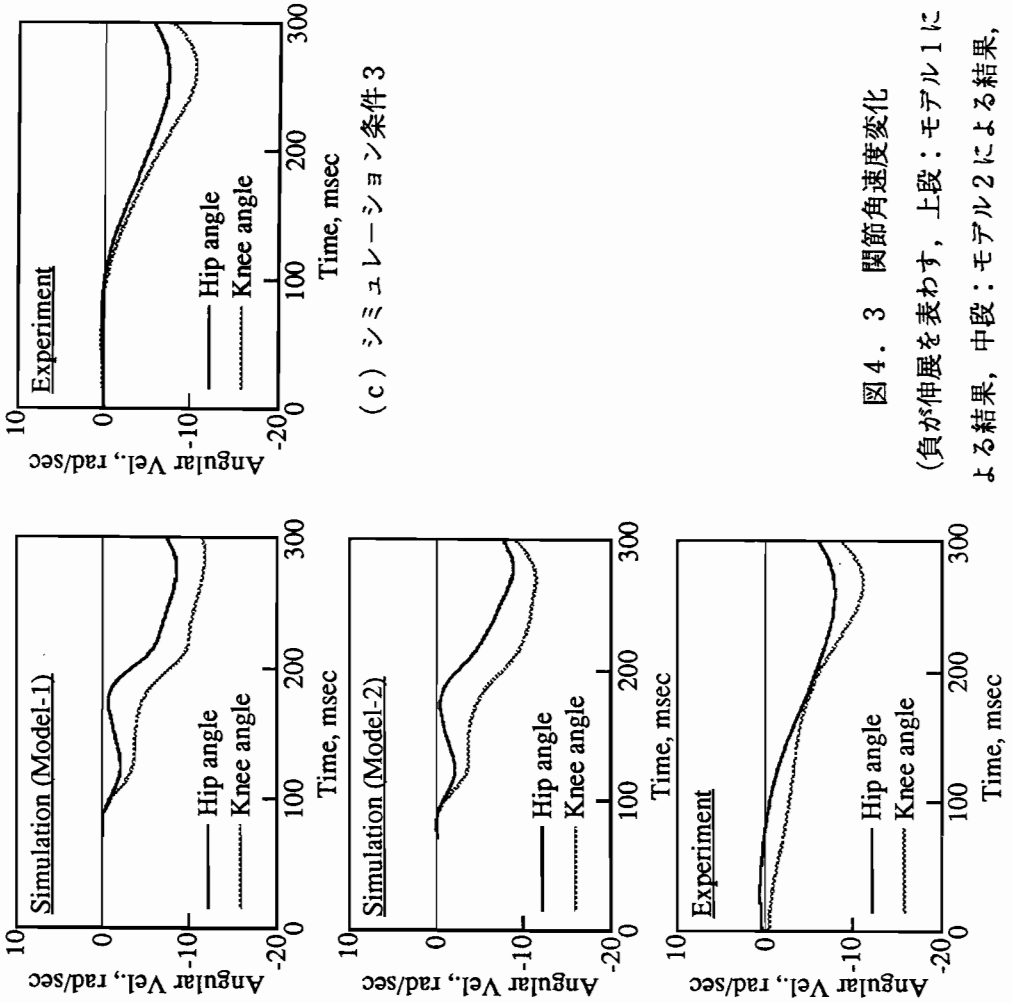 Simulation (Model-1)
Angular Vel., rad/sec
10
0
-10
-20
Hip angle
Knee angle
0
100
200
300
Time, msec
Simulation (Model-2)
Angular Vel., rad/sec
10
0
-10
-20
Hip angle
Knee angle
0
100
200
300
Time, msec
Experiment
Angular Vel., rad/sec
10
0
-10
-20
Hip angle
Knee angle
0
100
200
300
Time, msec
Experiment
Angular Vel., rad/sec
10
0
-10
-20
Hip angle
Knee angle
0
100
200
300
Time, msec
(c) シミュレーション条件3
図4.3 関節角速度変化
(負が伸展を表わす，上段：モデル1に
よる結果，中段：モデル2による結果，